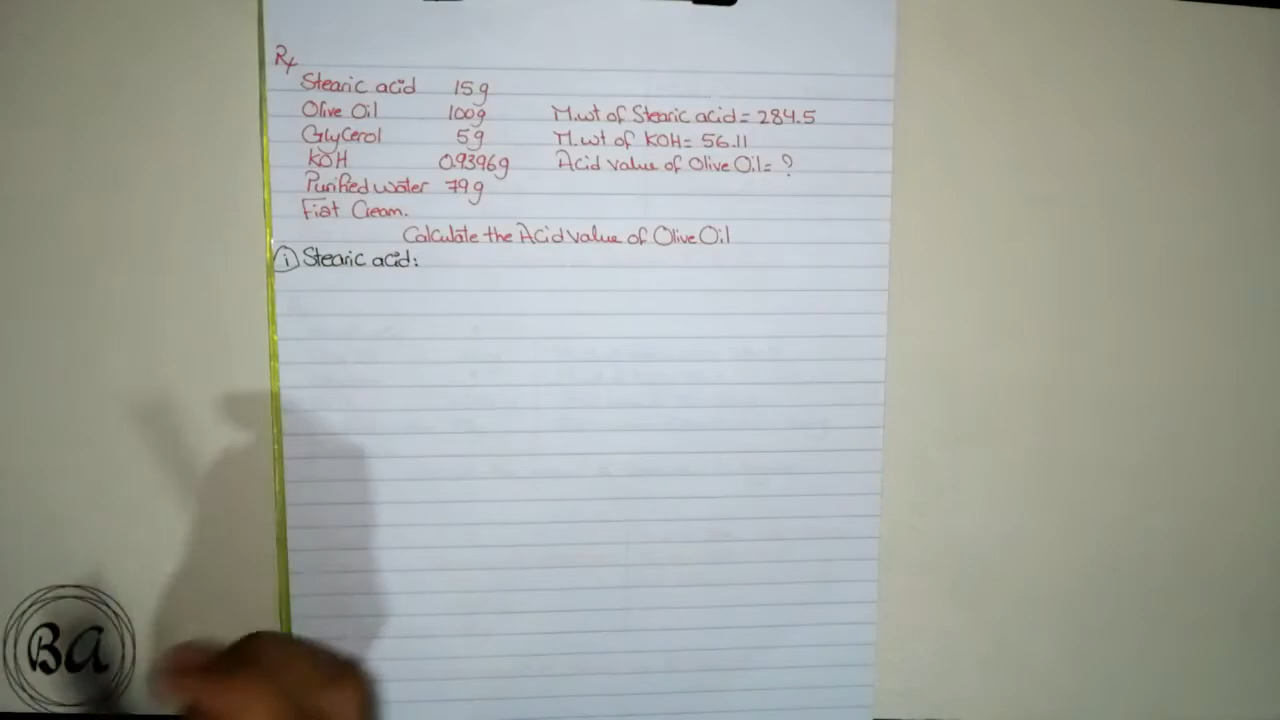 Rx
Stearic acid 15g
Olive Oil 100g M.wt of Stearic acid = 284.5
Glycerol 5g M.wt of KOH= 56.11
KOH 0.9396g Acid value of Olive Oil= ?
Purified water 79g
Fiat Cream.
Calculate the Acid value of Olive Oil
i Stearic acid:
BA